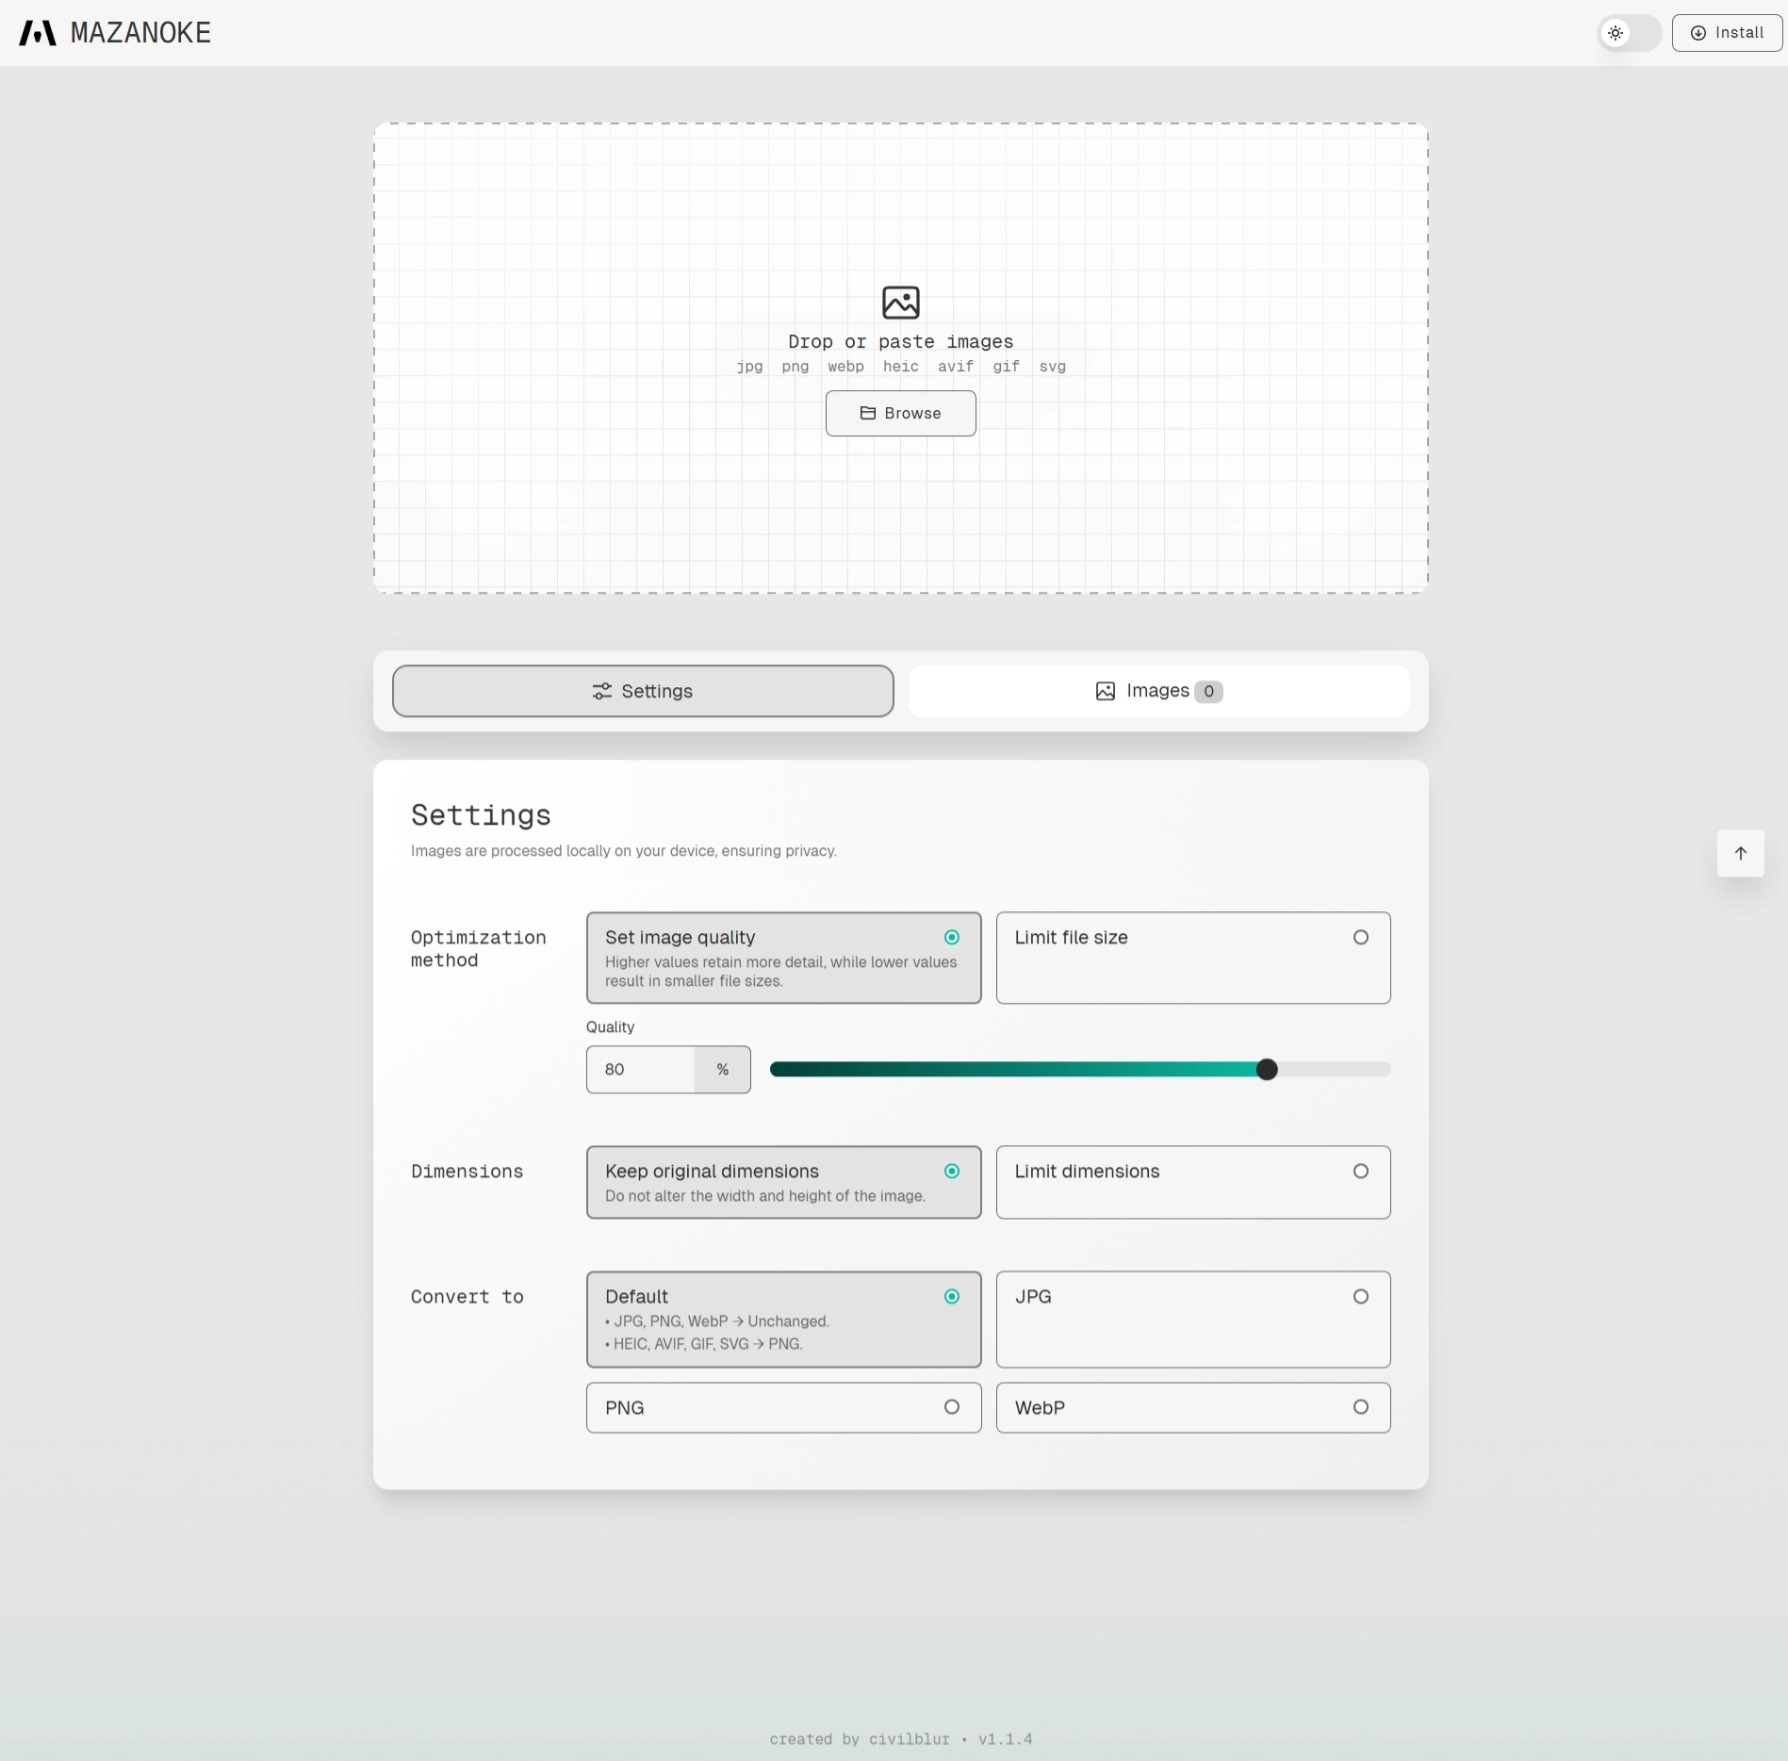 MAZANOKE
Install
Drop or paste images
jpg png webp heic avif gif svg
Browse
Settings
Images 0
Settings
Images are processed locally on your device, ensuring privacy.
Optimization
method
Set image quality
Higher values retain more detail, while lower values
result in smaller file sizes.
Limit file size
Quality
80 %
Dimensions
Keep original dimensions
Do not alter the width and height of the image.
Limit dimensions
Convert to
Default
• JPG, PNG, WebP → Unchanged.
• HEIC, AVIF, GIF, SVG → PNG.
JPG
PNG
WebP
created by civilblur • v1.1.4